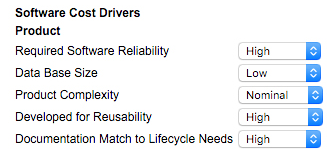 Software Cost Drivers
Product
Required Software Reliability High
Data Base Size Low
Product Complexity Nominal
Developed for Reusability High
Documentation Match to Lifecycle Needs High